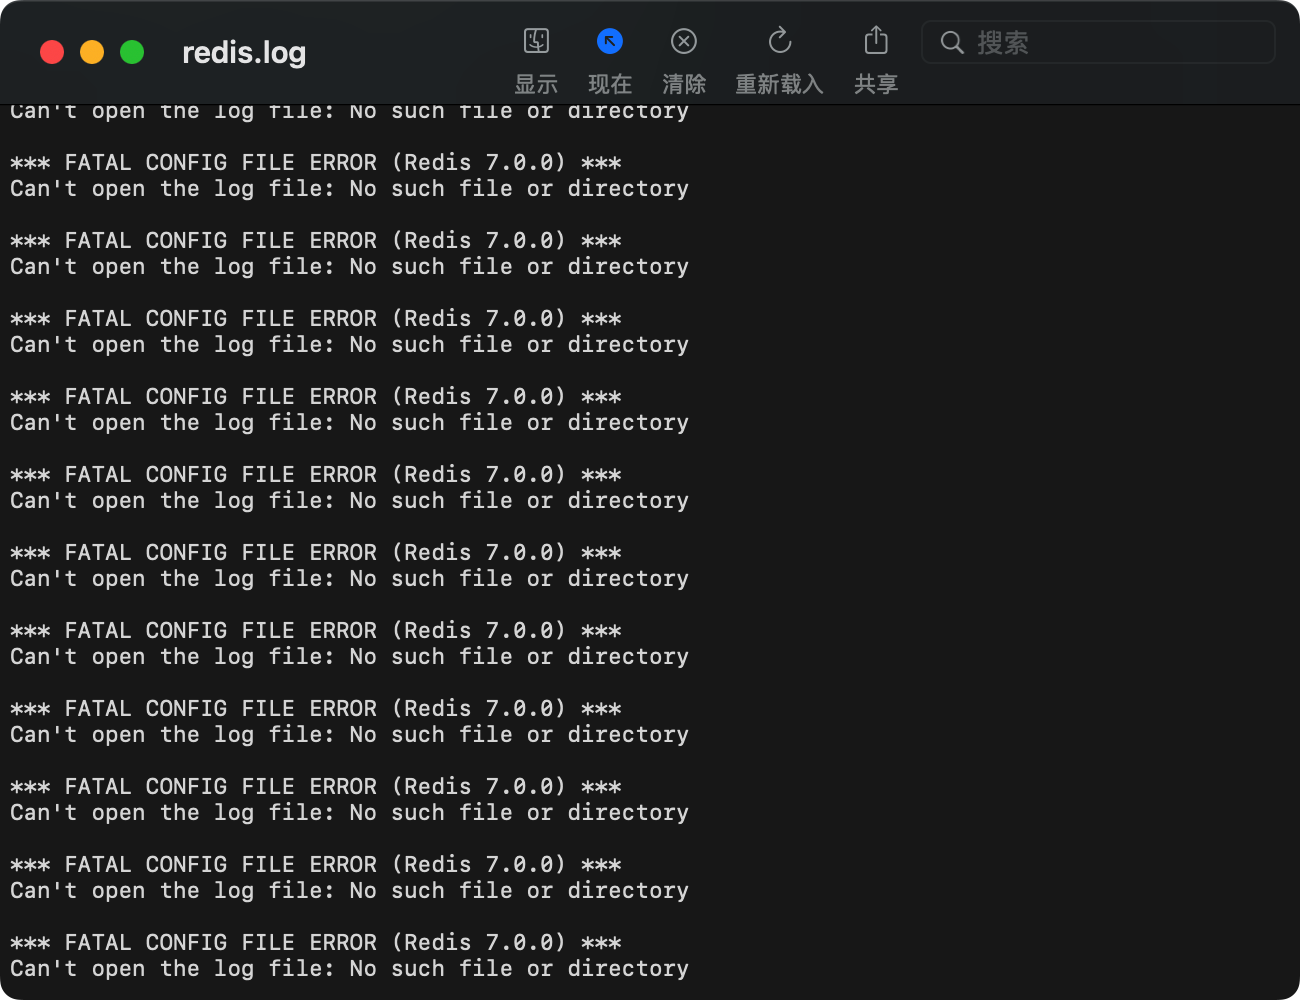 redis.log
显示
现在
清除
重新载入
共享
搜索
Can't open the log file: No such file or directory
*** FATAL CONFIG FILE ERROR (Redis 7.0.0) ***
Can't open the log file: No such file or directory
*** FATAL CONFIG FILE ERROR (Redis 7.0.0) ***
Can't open the log file: No such file or directory
*** FATAL CONFIG FILE ERROR (Redis 7.0.0) ***
Can't open the log file: No such file or directory
*** FATAL CONFIG FILE ERROR (Redis 7.0.0) ***
Can't open the log file: No such file or directory
*** FATAL CONFIG FILE ERROR (Redis 7.0.0) ***
Can't open the log file: No such file or directory
*** FATAL CONFIG FILE ERROR (Redis 7.0.0) ***
Can't open the log file: No such file or directory
*** FATAL CONFIG FILE ERROR (Redis 7.0.0) ***
Can't open the log file: No such file or directory
*** FATAL CONFIG FILE ERROR (Redis 7.0.0) ***
Can't open the log file: No such file or directory
*** FATAL CONFIG FILE ERROR (Redis 7.0.0) ***
Can't open the log file: No such file or directory
*** FATAL CONFIG FILE ERROR (Redis 7.0.0) ***
Can't open the log file: No such file or directory
*** FATAL CONFIG FILE ERROR (Redis 7.0.0) ***
Can't open the log file: No such file or directory